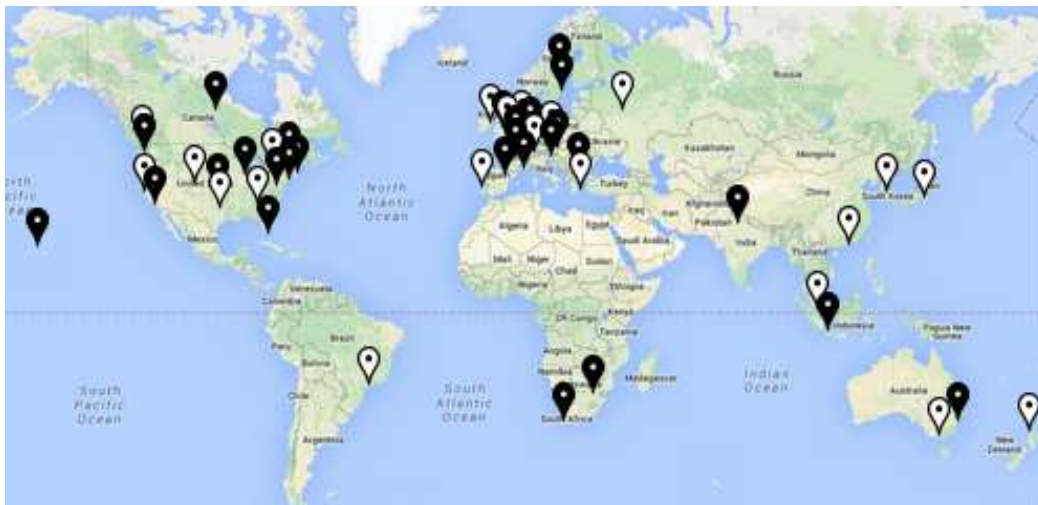 Iceland
Finland
Norway
Russia
Canada
Ukraine
Kazakhstan
Mongolia
Italy
Turkey
China
South Korea
North
Atlantic
Ocean
Afghanistan
Pakistan
Iraq
Iran
Mexico
Algeria
Libya
Egypt
Saudi Arabia
India
Mali
Niger
Chad
Sudan
Thailand
Nigeria
Ethiopia
Venezuela
Colombia
DR Congo
Kenya
Indonesia
Papua New
Guinea
Tanzania
Brazil
Peru
Angola
Bolivia
Namibia
Madagascar
Indian
Ocean
Australia
South
Pacific
Ocean
Chile
South
Atlantic
Ocean
South Africa
Argentina
New
Zealand